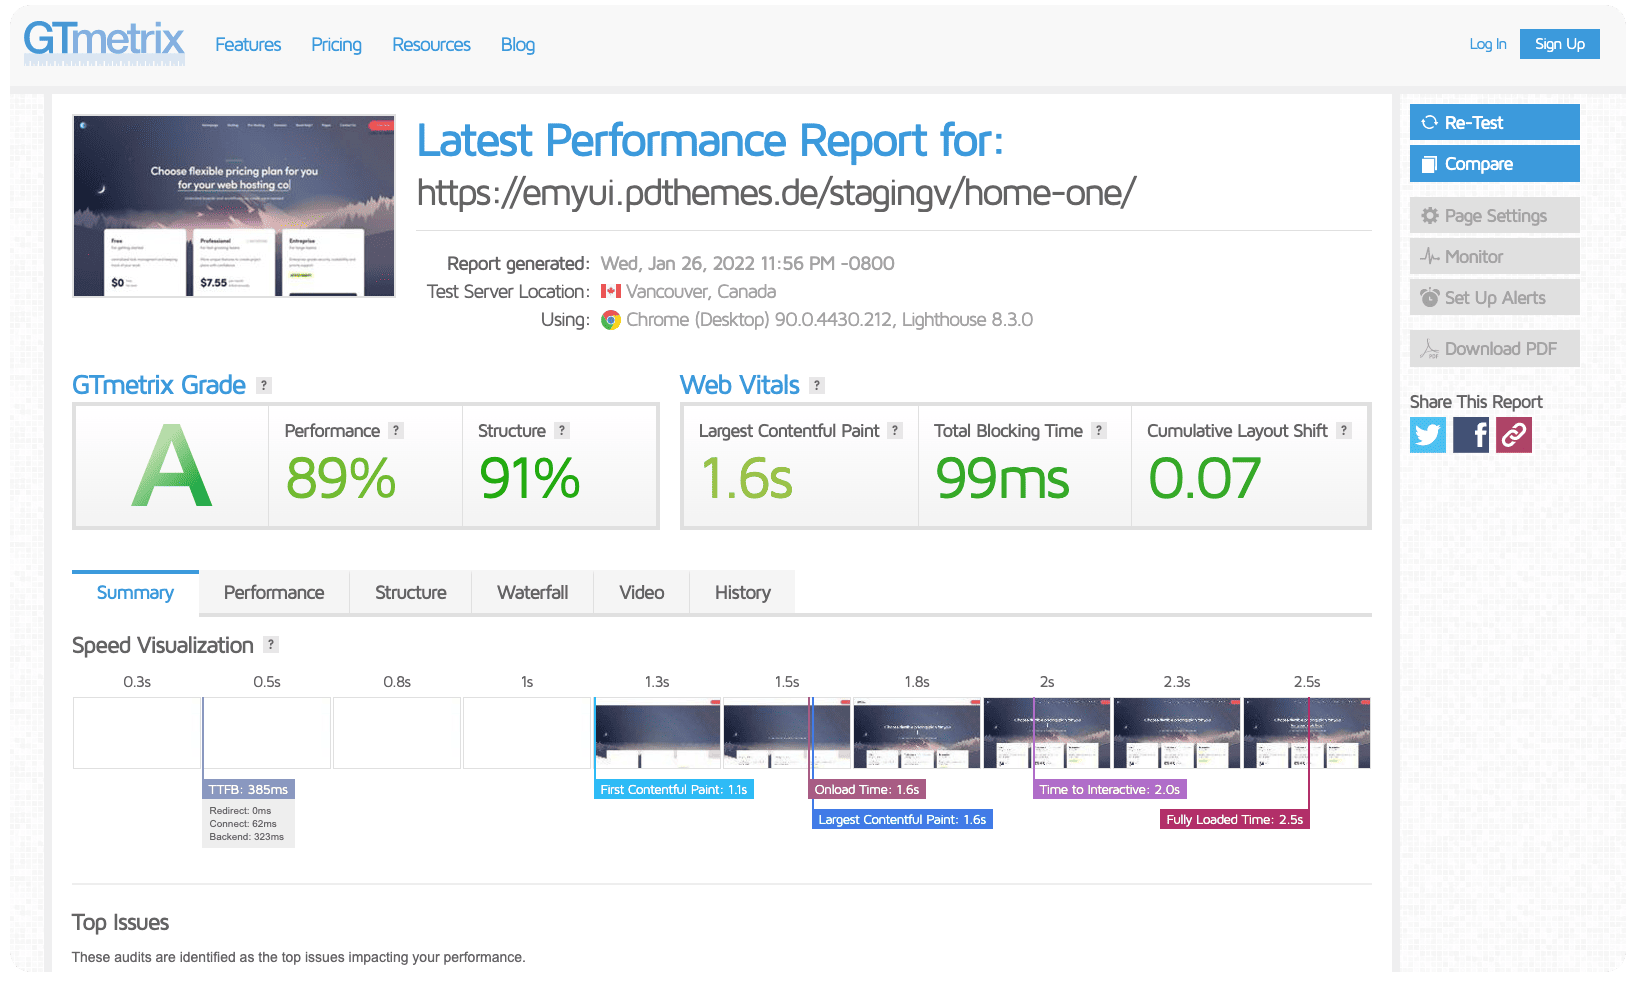 GTmetrix
Features Pricing Resources Blog
Log In Sign Up
Choose flexible pricing plan for you
for your web hosting co
Free
Professional
Entreprise
$0
$7.55
Latest Performance Report for:
https://emyui.pdthemes.de/stagingv/home-one/
Report generated: Wed, Jan 26, 2022 11:56 PM -0800
Test Server Location: Vancouver, Canada
Using: Chrome (Desktop) 90.0.4430.212, Lighthouse 8.3.0
Re-Test
Compare
Page Settings
Monitor
Set Up Alerts
Download PDF
Share This Report
GTmetrix Grade ?
A
Performance ?
89%
Structure ?
91%
Web Vitals ?
Largest Contentful Paint ?
1.6s
Total Blocking Time ?
99ms
Cumulative Layout Shift ?
0.07
Summary Performance Structure Waterfall Video History
Speed Visualization ?
0.3s 0.5s 0.8s 1s 1.3s 1.5s 1.8s 2s 2.3s 2.5s
TTFB: 385ms
Redirect: 0ms
Connect: 62ms
Backend: 323ms
First Contentful Paint: 1.1s
Onload Time: 1.6s
Largest Contentful Paint: 1.6s
Time to Interactive: 2.0s
Fully Loaded Time: 2.5s
Top Issues
These audits are identified as the top issues impacting your performance.